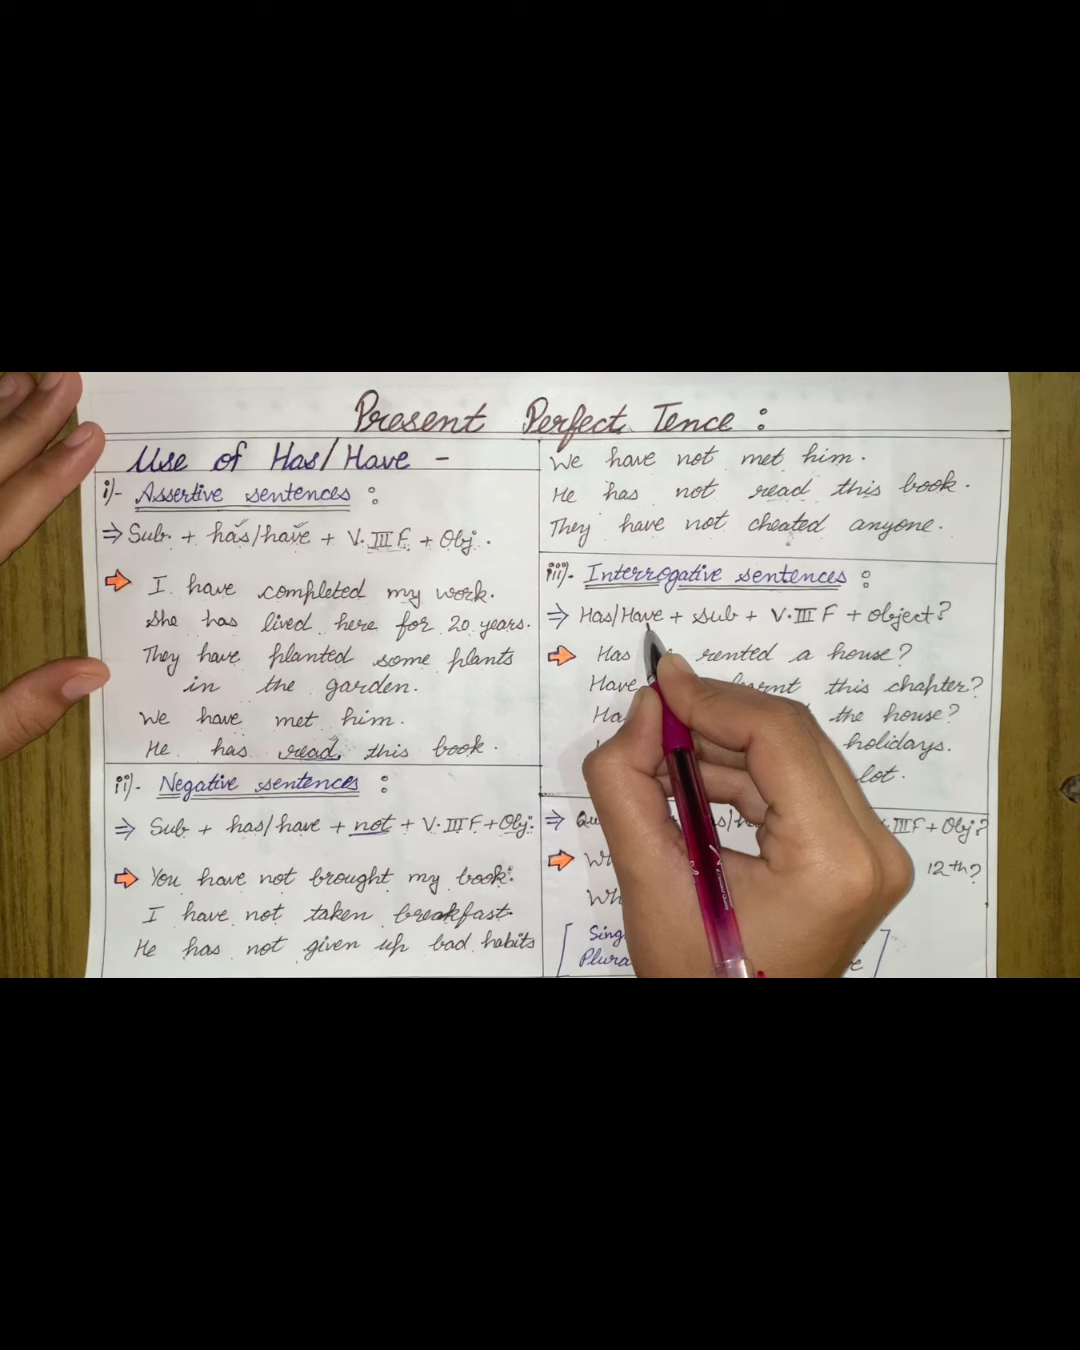 Present Perfect Tence :
Use of Has/Have -
i)- Assertive sentences :
⇒ Sub + has/have + V.III F + Obj.
I have completed my work.
She has lived here for 20 years.
They have planted some plants
in the garden.
We have met him.
He has read this book.
ii)- Negative sentences :
⇒ Sub + has/have + not + V.III F + Obj.
You have not brought my book.
I have not taken breakfast.
He has not given up bad habits
We have not met him.
He has not read this book.
They have not cheated anyone.
iii)- Interrogative sentences :
⇒ Has/Have + sub + V.III F + object?
Has rented a house?
Have learnt this chapter?
the house?
holidays.
lot.
⇒ III F + Obj?
12th?